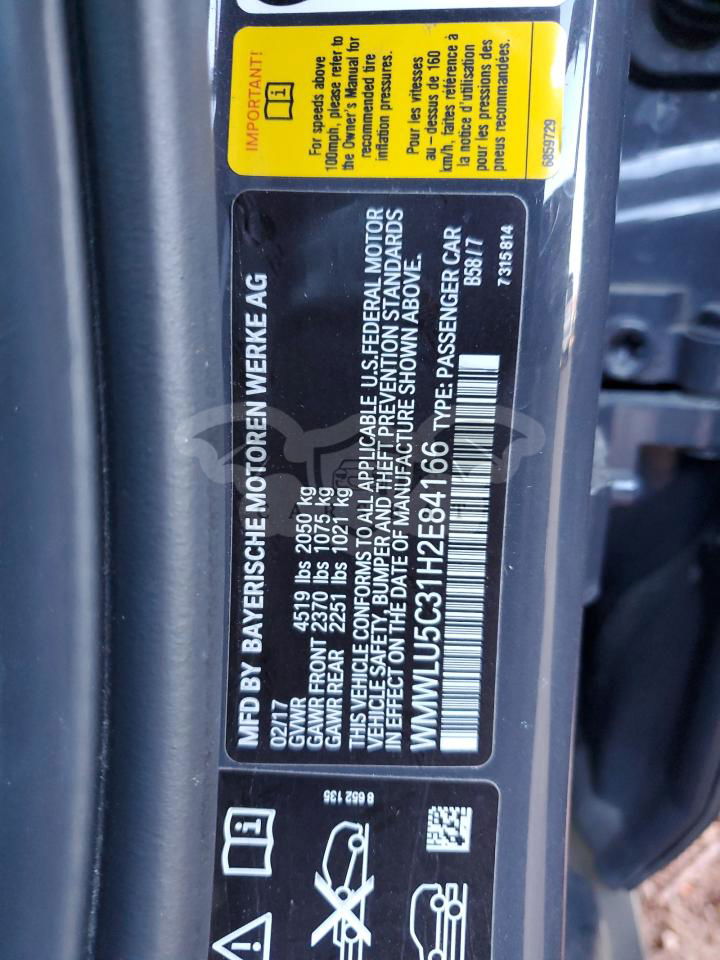 IMPORTANT!
For speeds above
100mph, please refer to
the Owner's Manual for
recommended tire
inflation pressures.
Pour les vitesses
au - dessus de 160
km/h, faites référence à
la notice d'utilisation
pour les pressions des
pneus recommandées.
6859729
MFD BY BAYERISCHE MOTOREN WERKE AG
02/17
GVWR 4519 lbs 2050 kg
GAWR FRONT 2370 lbs 1075 kg
GAWR REAR 2251 lbs 1021 kg
THIS VEHICLE CONFORMS TO ALL APPLICABLE U.S.FEDERAL MOTOR
VEHICLE SAFETY, BUMPER AND THEFT PREVENTION STANDARDS
IN EFFECT ON THE DATE OF MANUFACTURE SHOWN ABOVE.
WMWLU5C31H2E84166 TYPE: PASSENGER CAR
B58/7
7 315 814
8 652 135